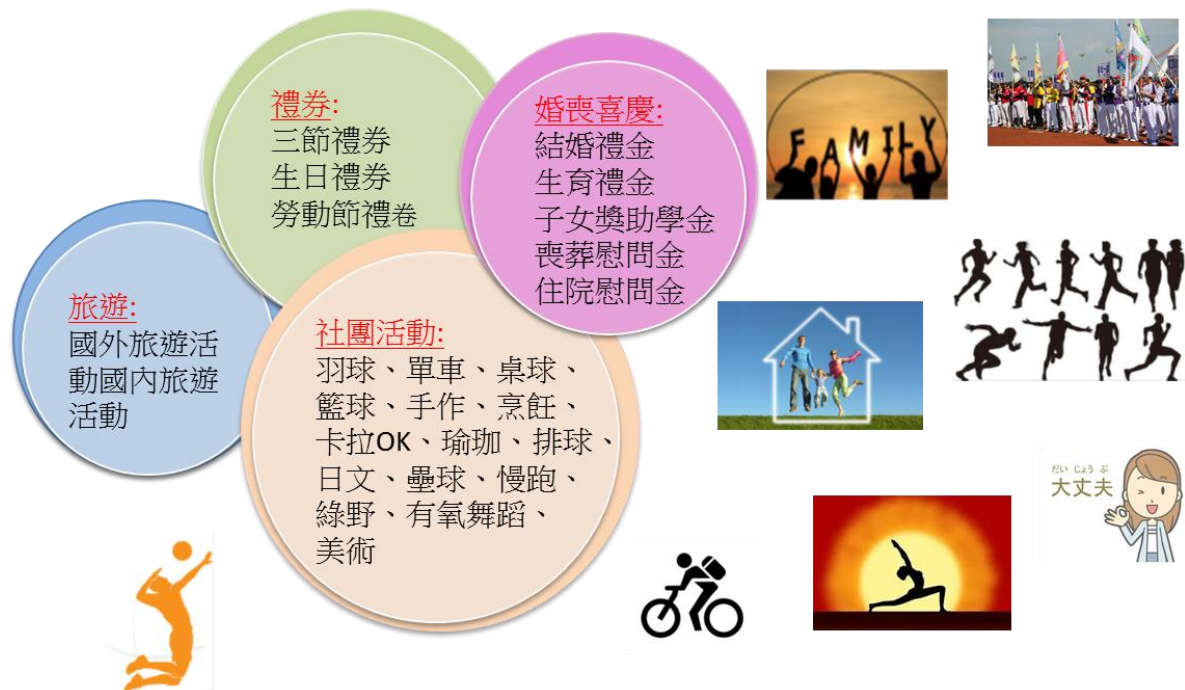 禮券:
三節禮券
生日禮券
勞動節禮卷
婚喪喜慶:
結婚禮金
生育禮金
子女獎助學金
喪葬慰問金
住院慰問金
旅遊:
國外旅遊活
動國內旅遊
活動
社團活動:
羽球、單車、桌球、
籃球、手作、烹飪、
卡拉OK、瑜珈、排球、
日文、壘球、慢跑、
綠野、有氧舞蹈、
美術
FAMILY
だい じょう ぶ
大丈夫